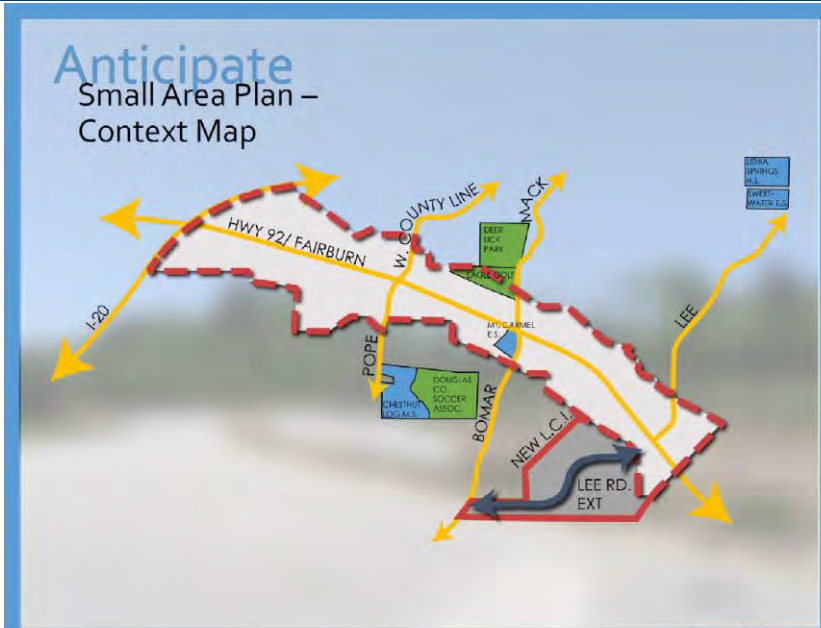 Anticipate
Small Area Plan –
Context Map
LITHIA
SPRINGS
H.S.
SWEET-
WATER E.S.
W. COUNTY LINE
MACK
HWY 92/ FAIRBURN
DEER
LICK
PARK
EAGLE GOLF
I-20
LEE
MT. CARMEL
E.S.
POPE
CHESTNUT
LOG M.S.
DOUGLAS
CO.
SOCCER
ASSOC.
BOMAR
NEW L.C.I.
LEE RD.
EXT